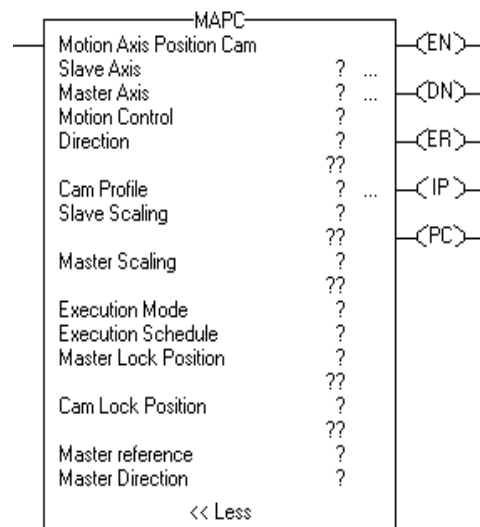 MAPC
Motion Axis Position Cam (EN)
Slave Axis ? ...
Master Axis ? ... (DN)
Motion Control ?
Direction ? (ER)
??
Cam Profile ? ... (IP)
Slave Scaling ?
?? (PC)
Master Scaling ?
??
Execution Mode ?
Execution Schedule ?
Master Lock Position ?
??
Cam Lock Position ?
??
Master reference ?
Master Direction ?
<< Less